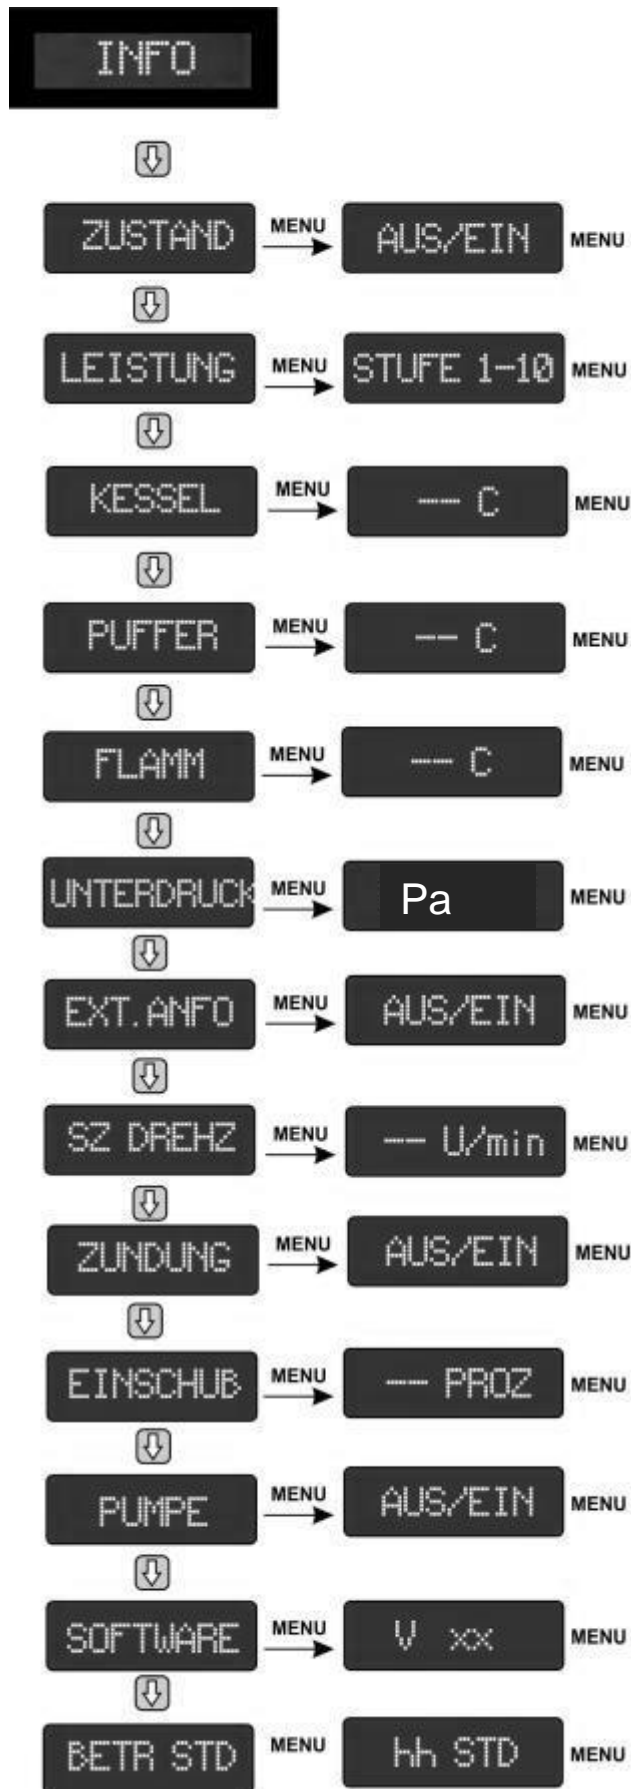 INFO
ZUSTAND MENU AUS/EIN MENU
LEISTUNG MENU STUFE 1-10 MENU
KESSEL MENU -- C MENU
PUFFER MENU -- C MENU
FLAMM MENU -- C MENU
UNTERDRUCK MENU Pa MENU
EXT.ANFO MENU AUS/EIN MENU
SZ DREHZ MENU -- U/min MENU
ZUNDUNG MENU AUS/EIN MENU
EINSCHUB MENU -- PROZ MENU
PUMPE MENU AUS/EIN MENU
SOFTWARE MENU V xx MENU
BETR STD MENU hh STD MENU